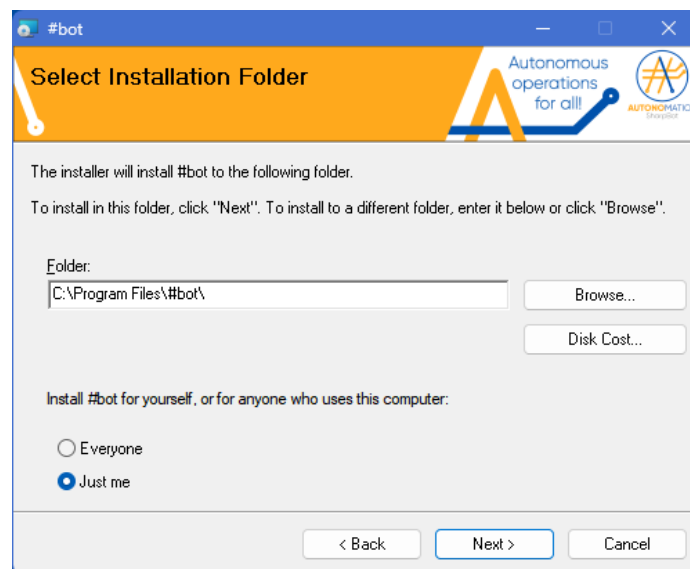 #bot
Select Installation Folder
Autonomous
operations
for all!
AUTONOMATIC
SharpBot
The installer will install #bot to the following folder.
To install in this folder, click "Next". To install to a different folder, enter it below or click "Browse".
Folder:
C:\Program Files\#bot\
Browse...
Disk Cost...
Install #bot for yourself, or for anyone who uses this computer:
Everyone
Just me
< Back
Next >
Cancel